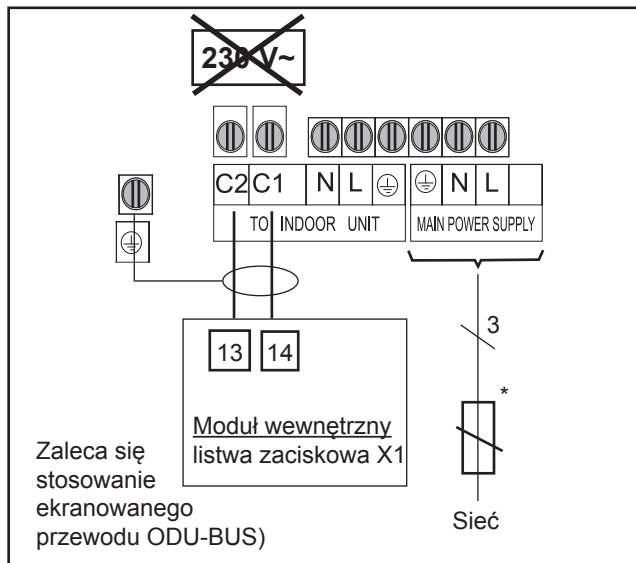 230 V~
C2 C1 N L N L
TO INDOOR UNIT MAIN POWER SUPPLY
3
13 14
*
Moduł wewnętrzny
listwa zaciskowa X1
Zaleca się
stosowanie
ekranowanego
przewodu ODU-BUS)
Sieć